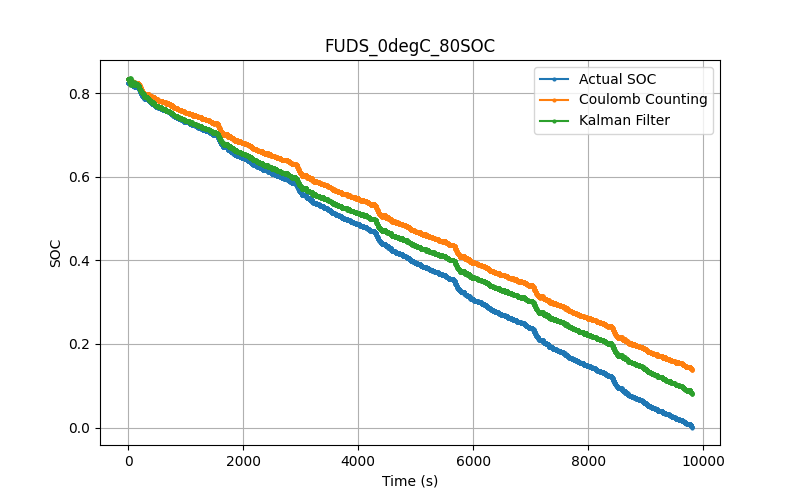 FUDS_0degC_80SOC
Actual SOC
Coulomb Counting
Kalman Filter
0.8
0.6
0.4
0.2
0.0
SOC
0
2000
4000
6000
8000
10000
Time (s)